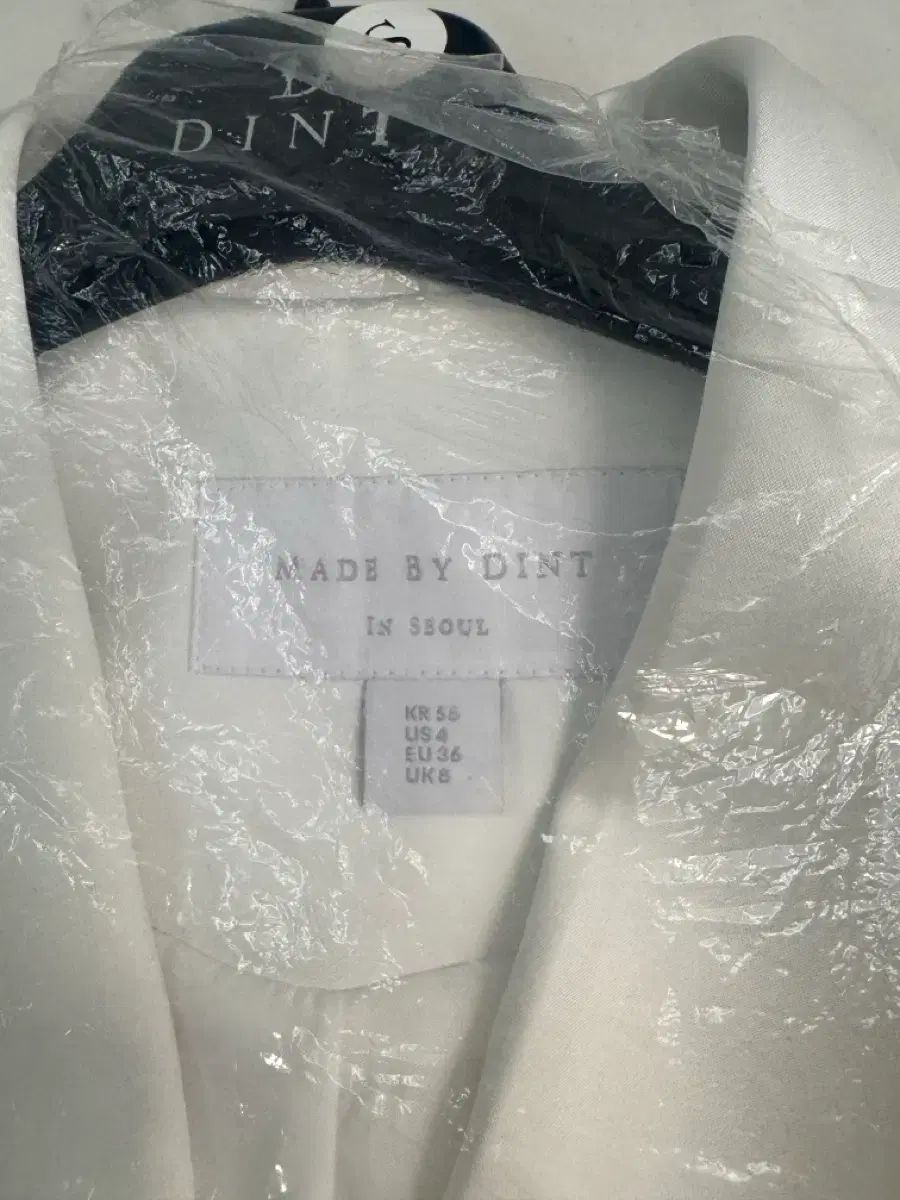 S
D
DINT
MADE BY DINT
IN SEOUL
KR 55
US 4
EU 36
UK 8